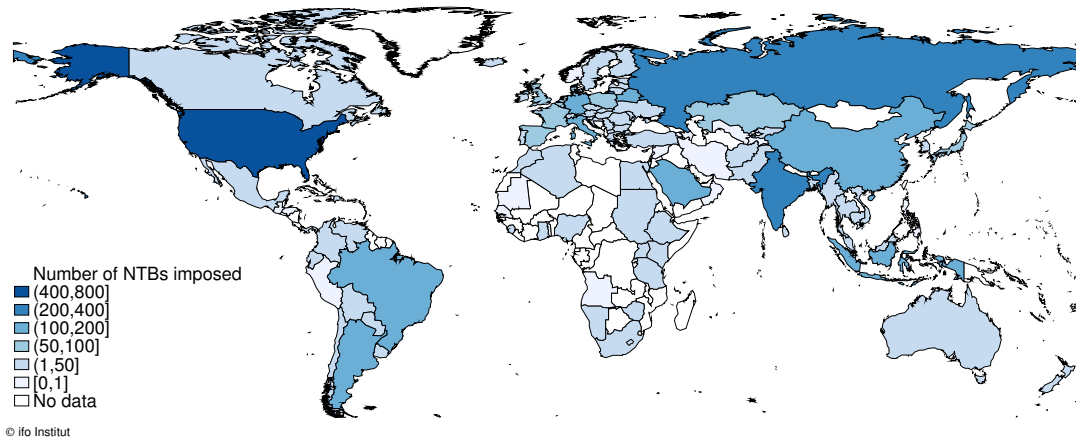 Number of NTBs imposed
(400,800]
(200,400]
(100,200]
(50,100]
(1,50]
[0,1]
No data
© ifo Institut